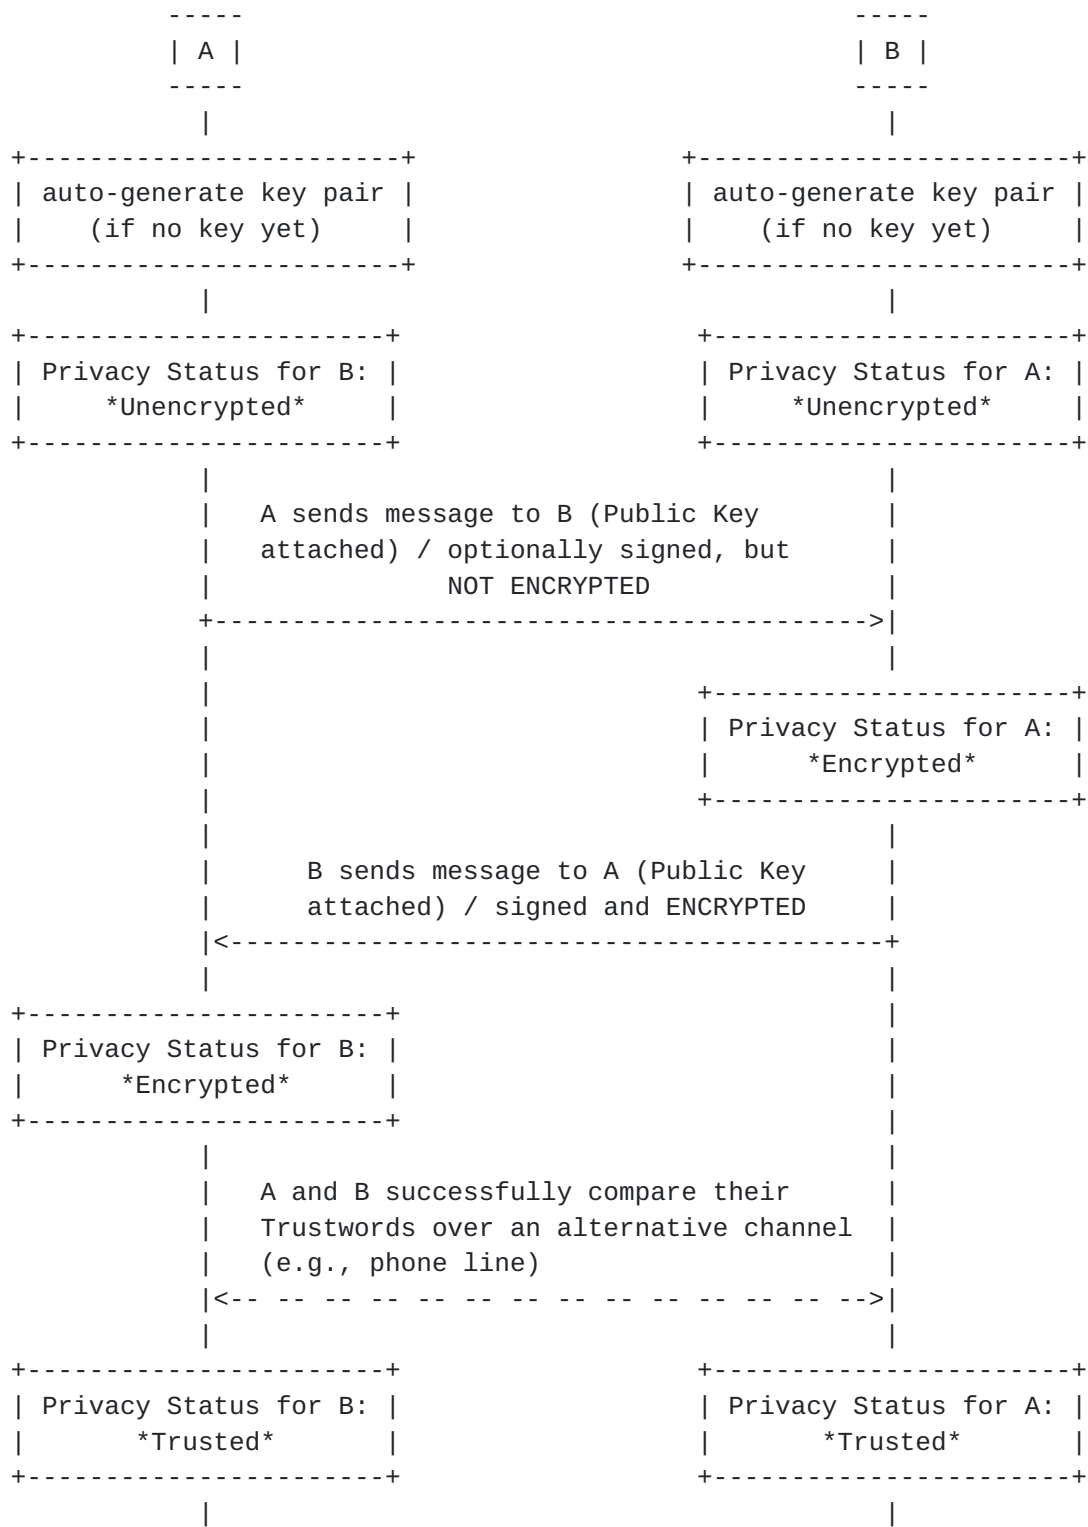 -----                                       -----
| A |                                       | B |
-----                                       -----
|                                           |
+------------------------+                 +------------------------+
| auto-generate key pair |                 | auto-generate key pair |
|    (if no key yet)     |                 |    (if no key yet)     |
+------------------------+                 +------------------------+
|                                           |
+-----------------------+                   +-----------------------+
| Privacy Status for B: |                   | Privacy Status for A: |
|     *Unencrypted*     |                   |     *Unencrypted*     |
+-----------------------+                   +-----------------------+
|                                           |
|   A sends message to B (Public Key        |
|   attached) / optionally signed, but      |
|               NOT ENCRYPTED               |
+------------------------------------------>|
|                                           |
|                               +-----------------------+
|                               | Privacy Status for A: |
|                               |      *Encrypted*      |
|                               +-----------------------+
|                                           |
|      B sends message to A (Public Key     |
|      attached) / signed and ENCRYPTED     |
|<------------------------------------------+
|                                           |
+-----------------------+                   |
| Privacy Status for B: |                   |
|      *Encrypted*      |                   |
+-----------------------+                   |
|                                           |
|   A and B successfully compare their      |
|   Trustwords over an alternative channel  |
|   (e.g., phone line)                      |
|<-- -- -- -- -- -- -- -- -- -- -- -- -- -->|
|                                           |
+-----------------------+                   +-----------------------+
| Privacy Status for B: |                   | Privacy Status for A: |
|       *Trusted*       |                   |       *Trusted*       |
+-----------------------+                   +-----------------------+
|                                           |